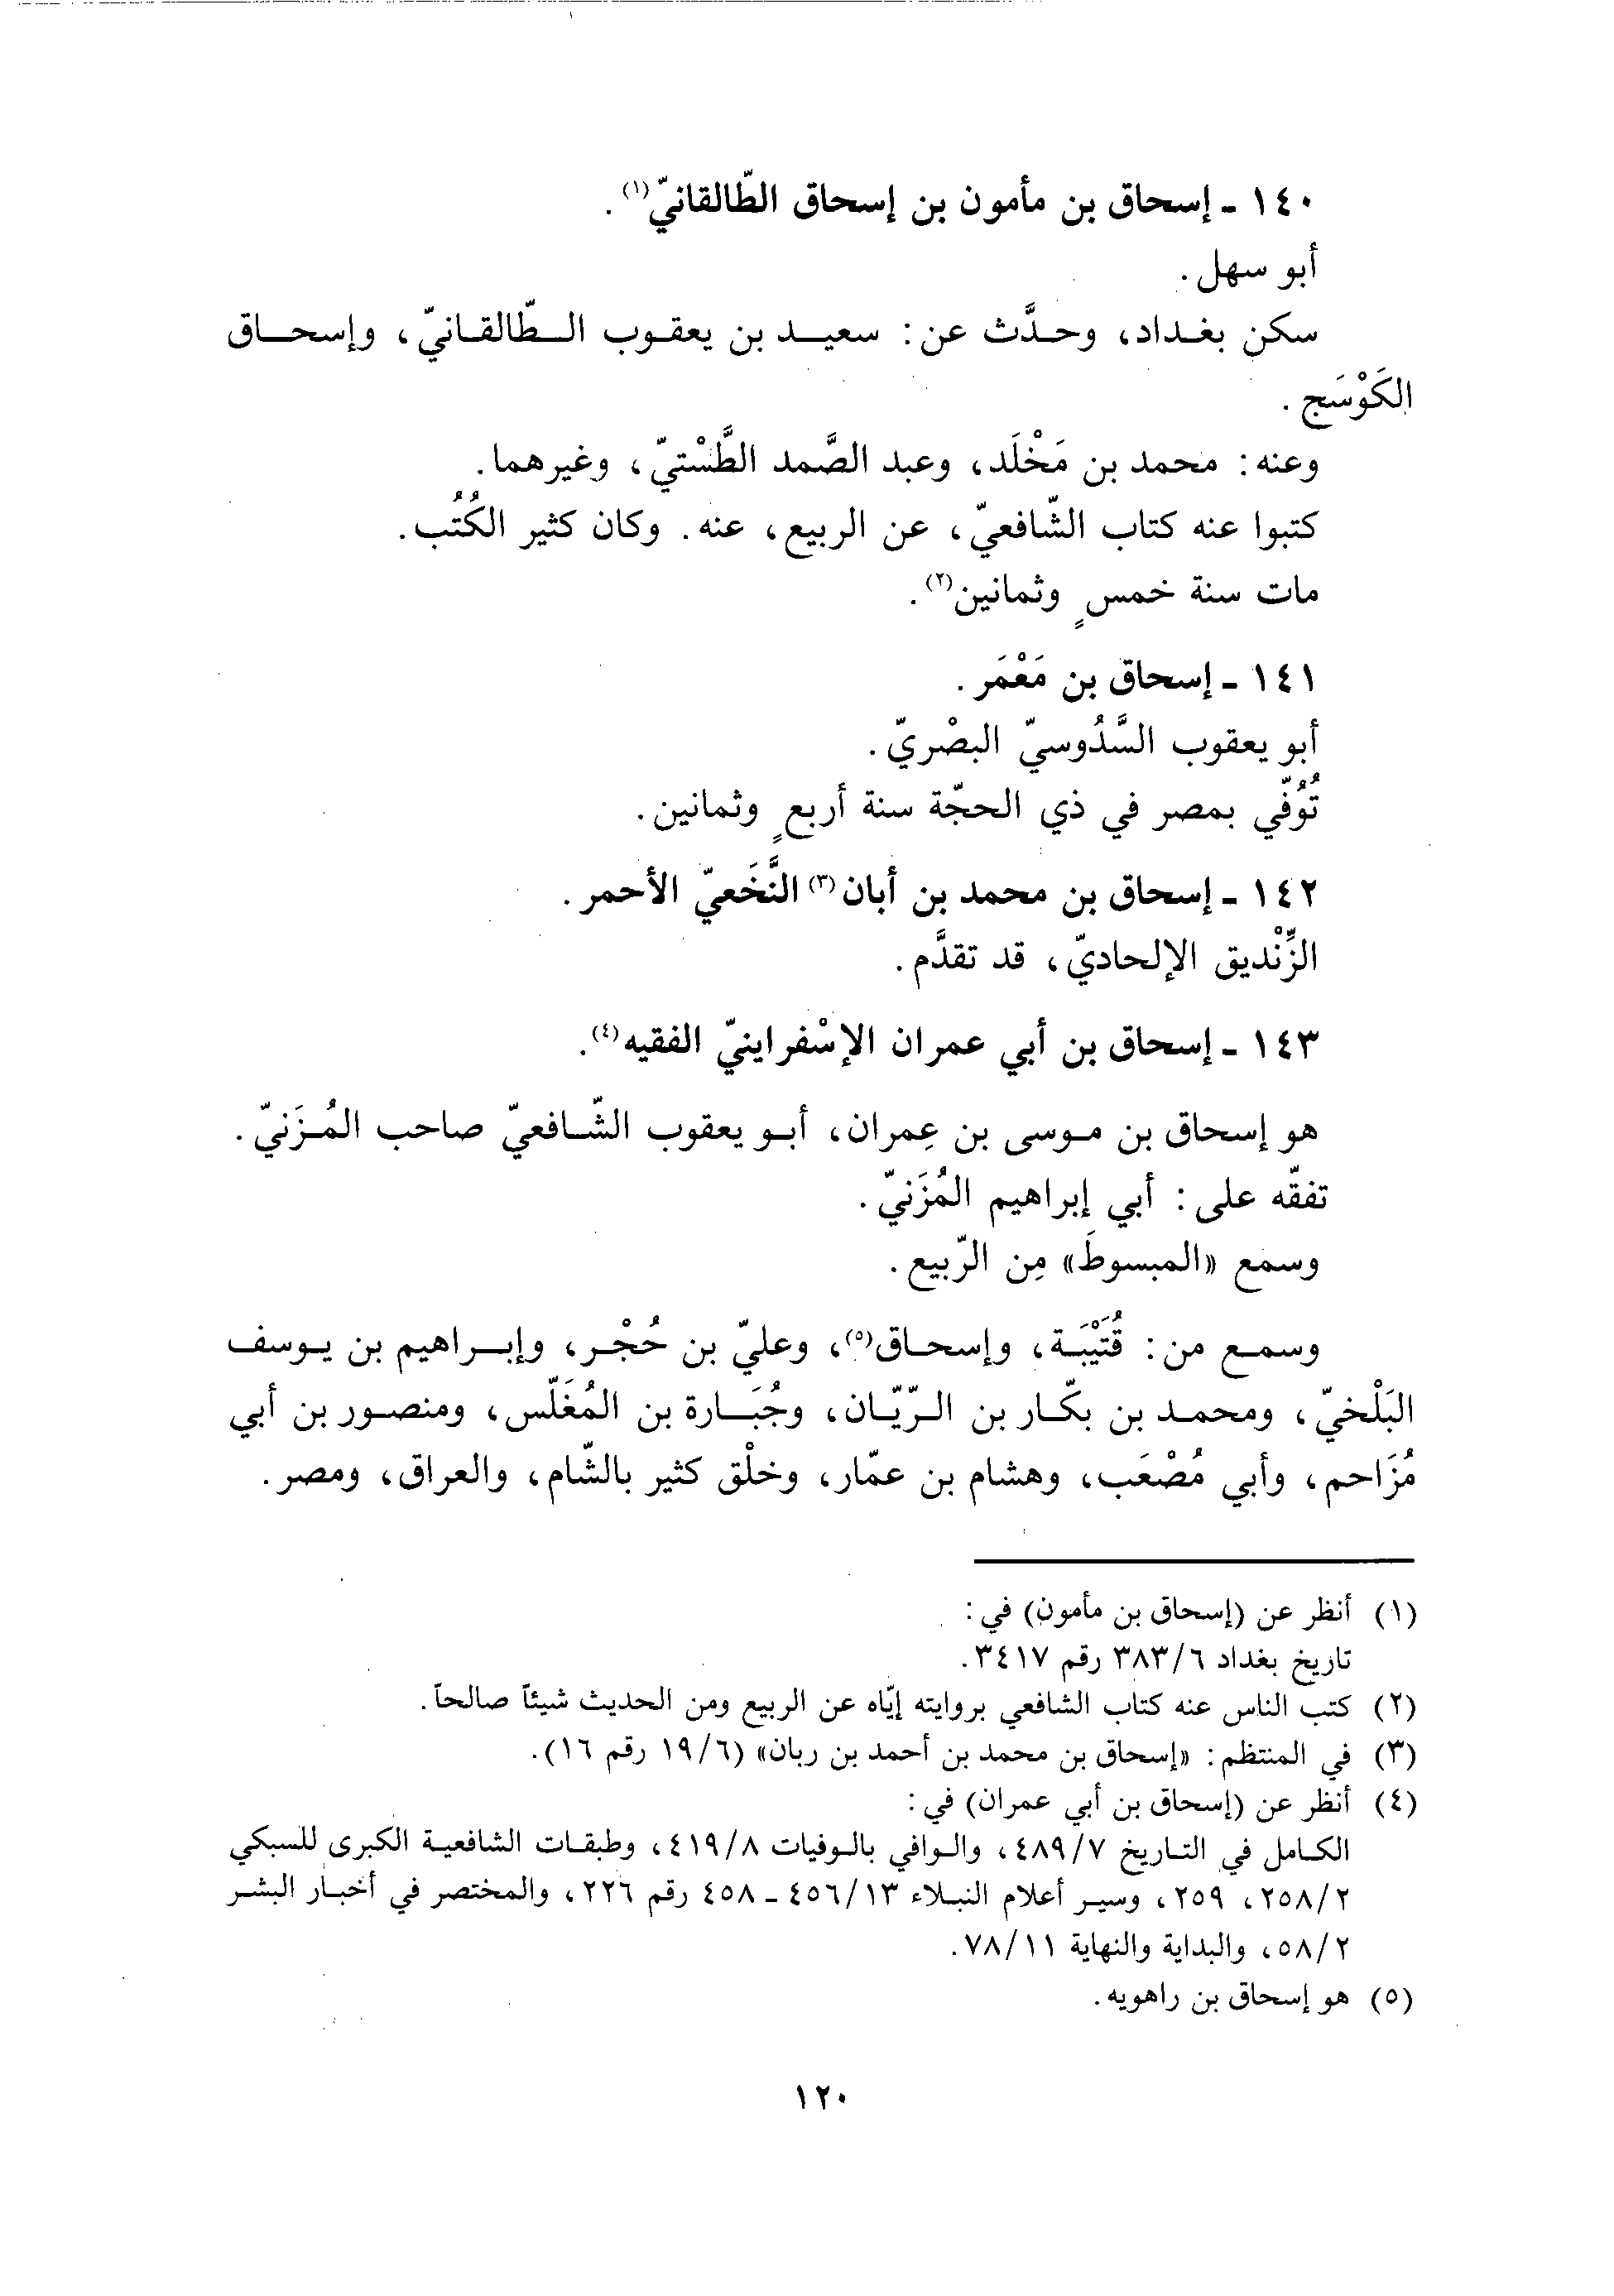 ١٤٠ - إسحاق بن مأمون بن إسحاق الطّالقانيّ(١).
أبو سهل.
سكن بغداد، وحدَّث عن: سعيد بن يعقوب الطّالقانيّ، وإسحاق
الكَوْسَج.
وعنه: محمد بن مَخْلَد، وعبد الصَّمد الطَّسْتيّ، وغيرهما.
كتبوا عنه كتاب الشّافعيّ، عن الربيع، عنه. وكان كثير الكُتُب.
مات سنة خمسٍ وثمانين(٢).
١٤١ - إسحاق بن مَعْمَر.
أبو يعقوب السَّدُوسيّ البصْريّ.
تُوُفّي بمصر في ذي الحجّة سنة أربعٍ وثمانين.
١٤٢ - إسحاق بن محمد بن أبان(٣) النَّخَعيّ الأحمر.
الزِّنْديق الإلحاديّ، قد تقدَّم.
١٤٣ - إسحاق بن أبي عمران الإسْفراينيّ الفقيه(٤).
هو إسحاق بن موسى بن عِمران، أبو يعقوب الشّافعيّ صاحب المُزَنيّ.
تفقّه على: أبي إبراهيم المُزَنيّ.
وسمع «المبسوطَ» مِن الرّبيع.
وسمع من: قُتَيْبَة، وإسحاق(٥)، وعليّ بن حُجْر، وإبراهيم بن يوسف
البَلْخيّ، ومحمد بن بكّار بن الرّيّان، وجُبَارة بن المُغَلّس، ومنصور بن أبي
مُزَاحم، وأبي مُصْعَب، وهشام بن عمّار، وخلْق كثير بالشّام، والعراق، ومصر.
(١) أنظر عن (إسحاق بن مأمون) في:
تاريخ بغداد ٣٨٣/٦ رقم ٣٤١٧.
(٢) كتب الناس عنه كتاب الشافعي بروايته إيّاه عن الربيع ومن الحديث شيئاً صالحاً.
(٣) في المنتظم: «إسحاق بن محمد بن أحمد بن ربان» (١٩/٦ رقم ١٦).
(٤) أنظر عن (إسحاق بن أبي عمران) في:
الكامل في التاريخ ٤٨٩/٧، والوافي بالوفيات ٤١٩/٨، وطبقات الشافعية الكبرى للسبكي
٢٥٨/٢، ٢٥٩، وسير أعلام النبلاء ٤٥٦/١٣ - ٤٥٨ رقم ٢٢٦، والمختصر في أخبار البشر
٥٨/٢، والبداية والنهاية ٧٨/١١.
(٥) هو إسحاق بن راهويه.
١٢٠